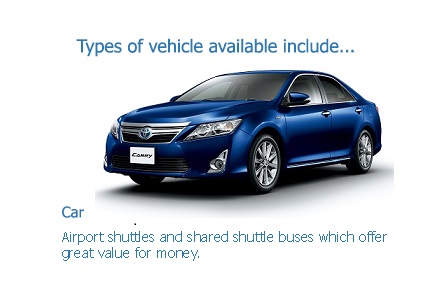 Types of vehicle available include...
CAMRY
Car
Airport shuttles and shared shuttle buses which offer
great value for money.